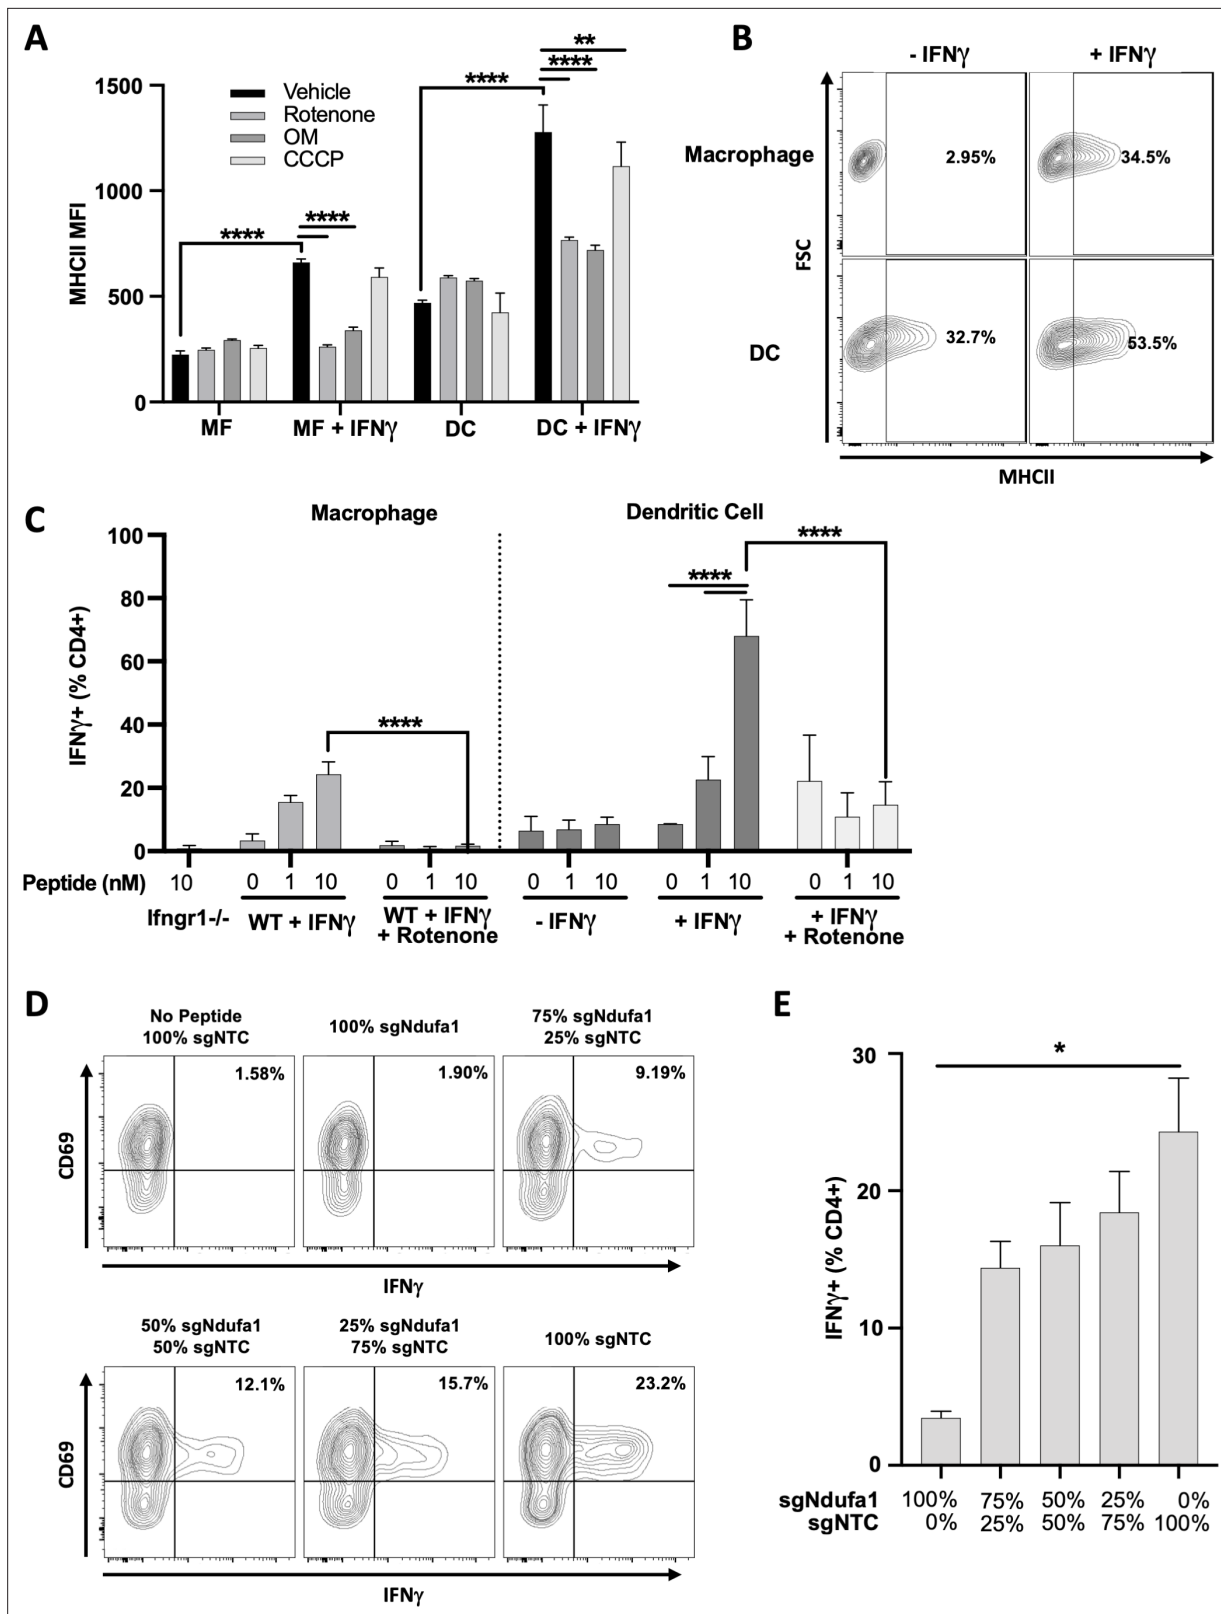 A
1500
1000
500
0
MHCII MFI
Vehicle
Rotenone
OM
CCCP
****
****
****
****
**
MF
MF + IFNγ
DC
DC + IFNγ
B
- IFNγ
+ IFNγ
Macrophage
2.95%
34.5%
FSC
DC
32.7%
53.5%
MHCII
C
Macrophage
Dendritic Cell
100
80
60
40
20
0
IFNγ+ (% CD4+)
****
****
****
Peptide (nM)
10
0 1 10
0 1 10
0 1 10
0 1 10
0 1 10
Ifngr1-/-
WT + IFNγ
WT + IFNγ
+ Rotenone
- IFNγ
+ IFNγ
+ IFNγ
+ Rotenone
D
No Peptide
100% sgNTC
100% sgNdufa1
75% sgNdufa1
25% sgNTC
1.58%
1.90%
9.19%
CD69
IFNγ
50% sgNdufa1
50% sgNTC
25% sgNdufa1
75% sgNTC
100% sgNTC
12.1%
15.7%
23.2%
CD69
IFNγ
E
30
20
10
0
IFNγ+ (% CD4+)
*
sgNdufa1 100% 75% 50% 25% 0%
sgNTC 0% 25% 50% 75% 100%